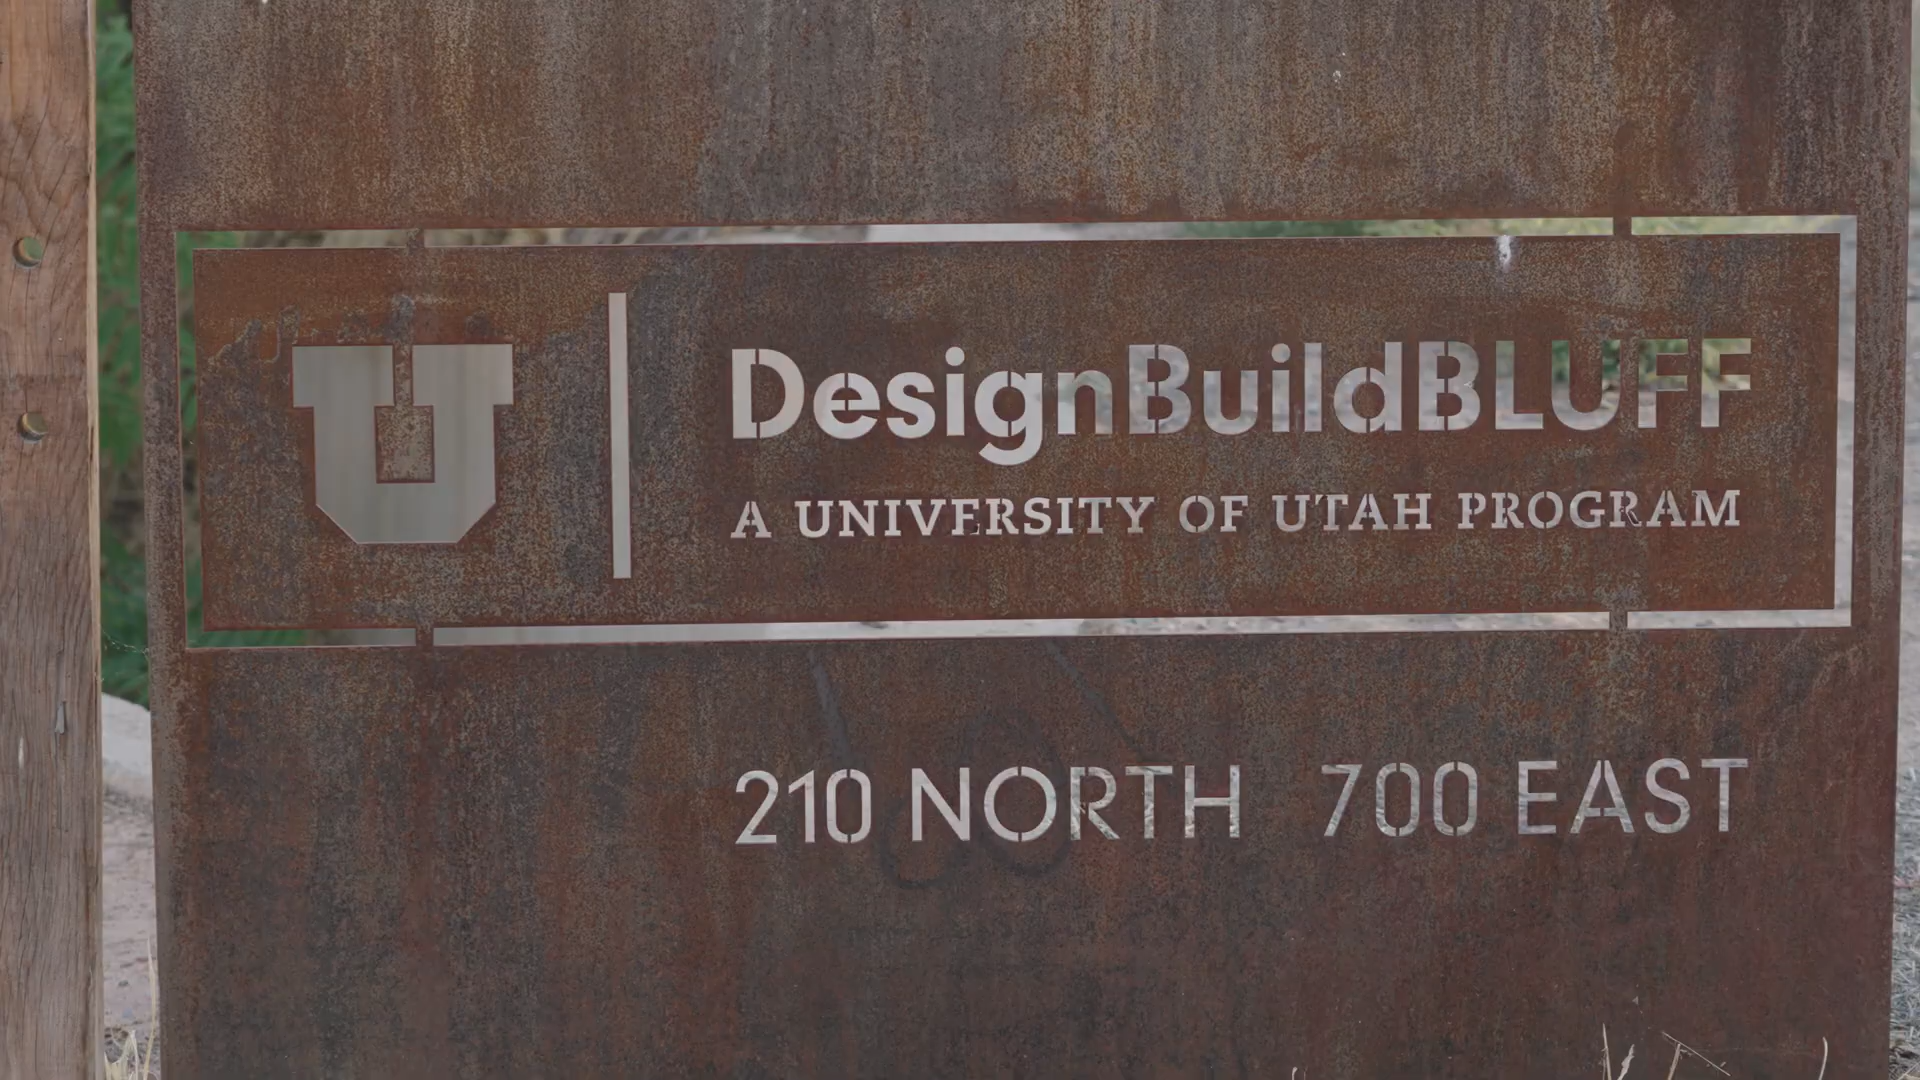 U
DesignBuildBLUFF
A UNIVERSITY OF UTAH PROGRAM
210 NORTH 700 EAST